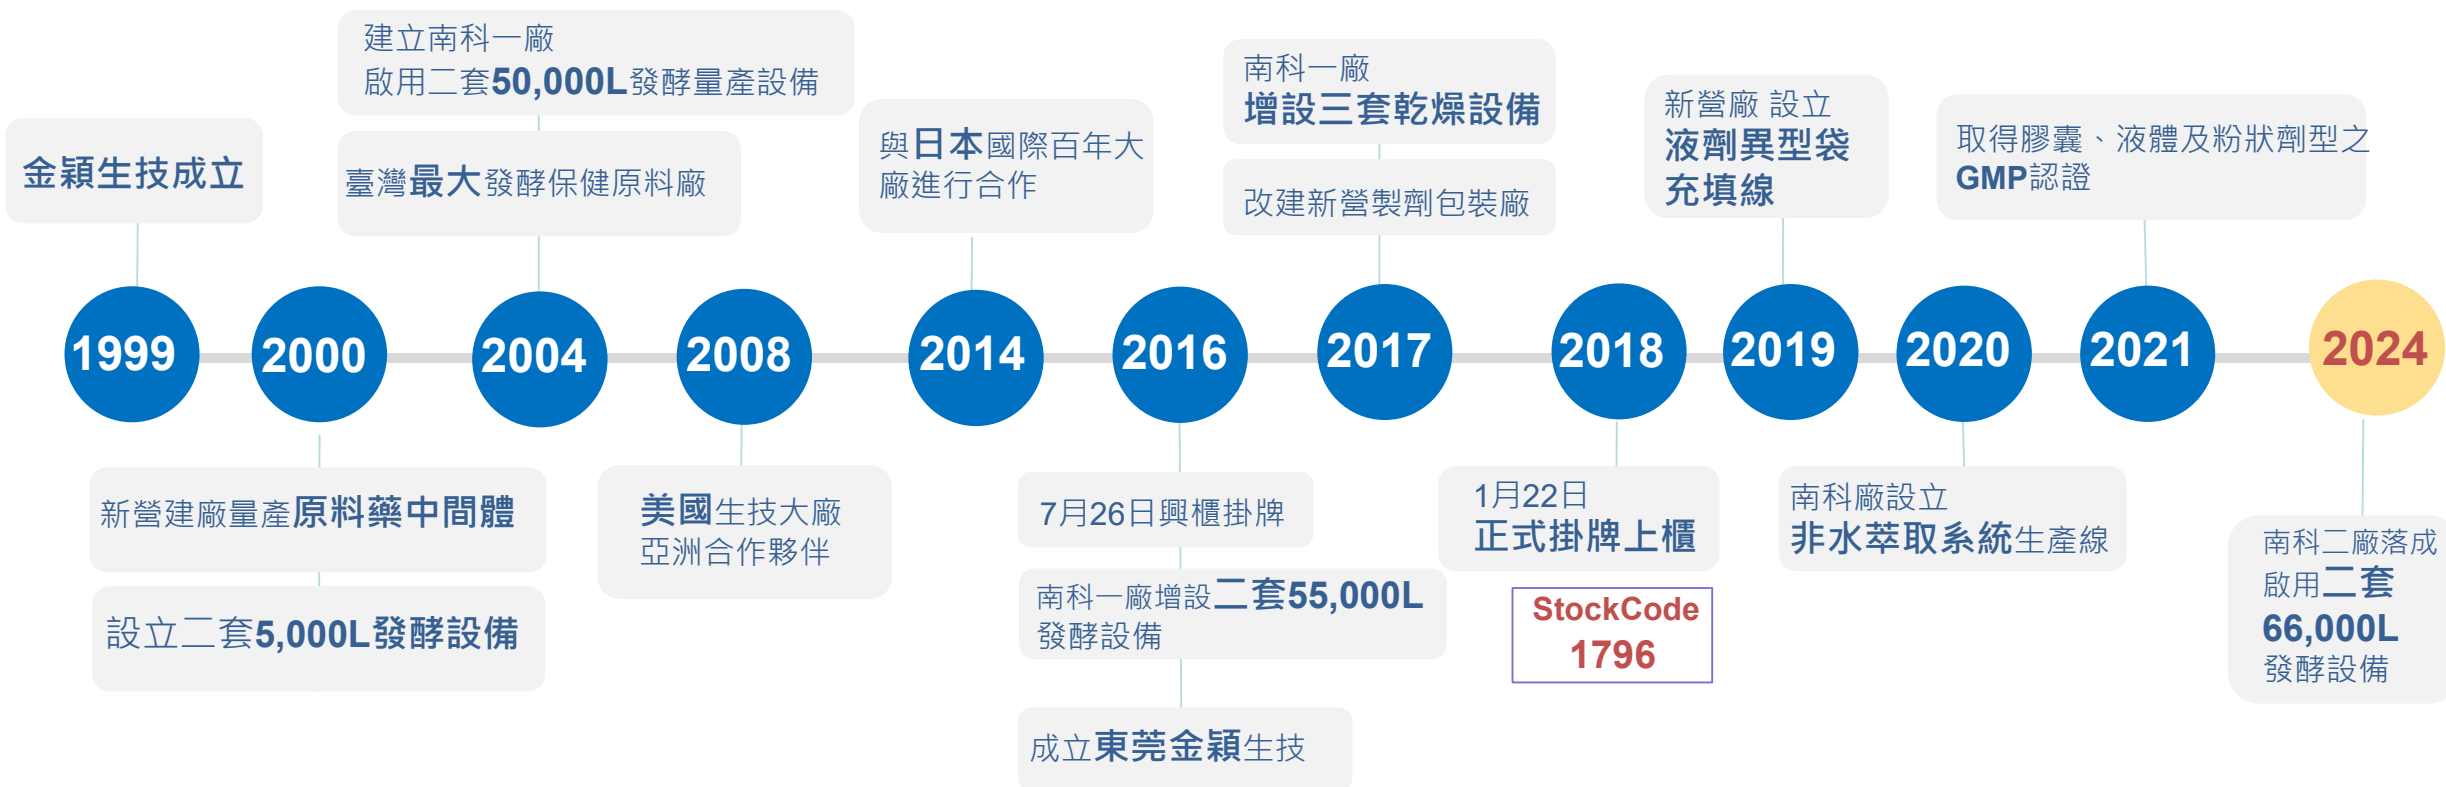 金穎生技成立
1999
2000
新營建廠量產原料藥中間體
設立二套5,000L發酵設備
建立南科一廠
啟用二套50,000L發酵量產設備
臺灣最大發酵保健原料廠
2004
2008
美國生技大廠
亞洲合作夥伴
與日本國際百年大
廠進行合作
2014
2016
7月26日興櫃掛牌
南科一廠增設二套55,000L
發酵設備
成立東莞金穎生技
南科一廠
增設三套乾燥設備
改建新營製劑包裝廠
2017
2018
1月22日
正式掛牌上櫃
StockCode
1796
新營廠 設立
液劑異型袋
充填線
2019
2020
南科廠設立
非水萃取系統生產線
取得膠囊、液體及粉狀劑型之
GMP認證
2021
2024
南科二廠落成
啟用二套
66,000L
發酵設備